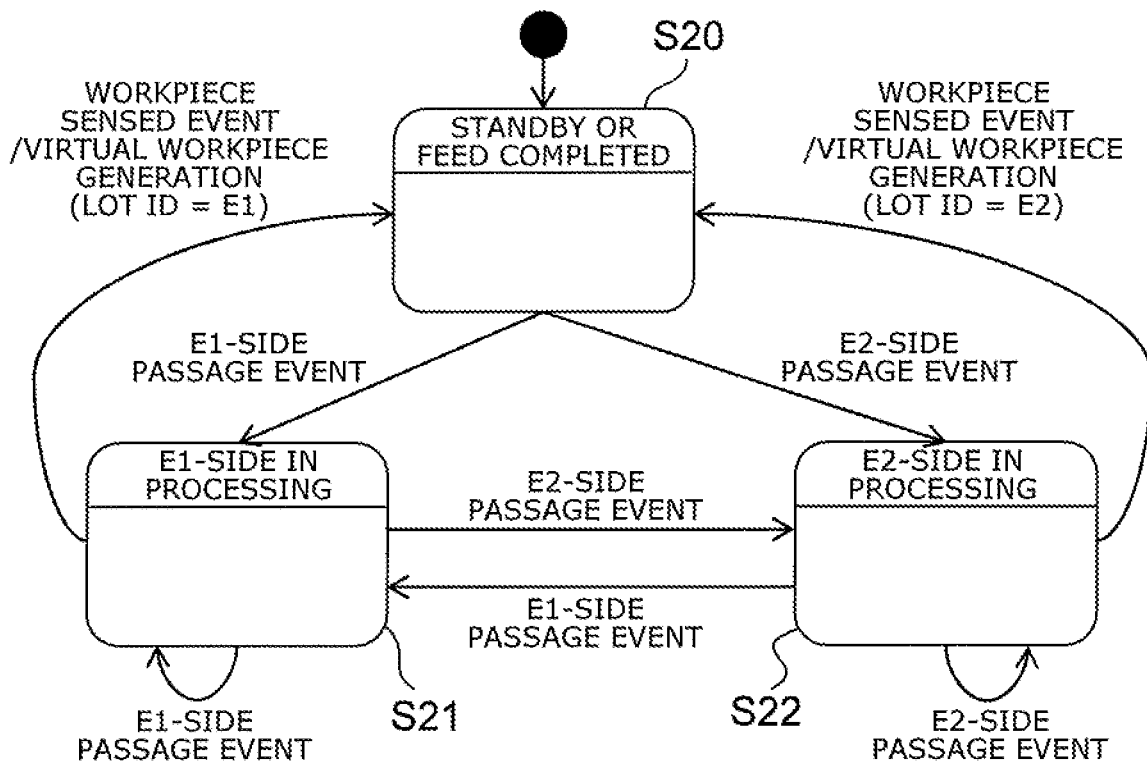 S20
WORKPIECE
SENSED EVENT
/VIRTUAL WORKPIECE
GENERATION
(LOT ID = E1)
STANDBY OR
FEED COMPLETED
WORKPIECE
SENSED EVENT
/VIRTUAL WORKPIECE
GENERATION
(LOT ID = E2)
E1-SIDE
PASSAGE EVENT
E2-SIDE
PASSAGE EVENT
E1-SIDE IN
PROCESSING
E2-SIDE
PASSAGE EVENT
E2-SIDE IN
PROCESSING
E1-SIDE
PASSAGE EVENT
S21
S22
E1-SIDE
PASSAGE EVENT
E2-SIDE
PASSAGE EVENT